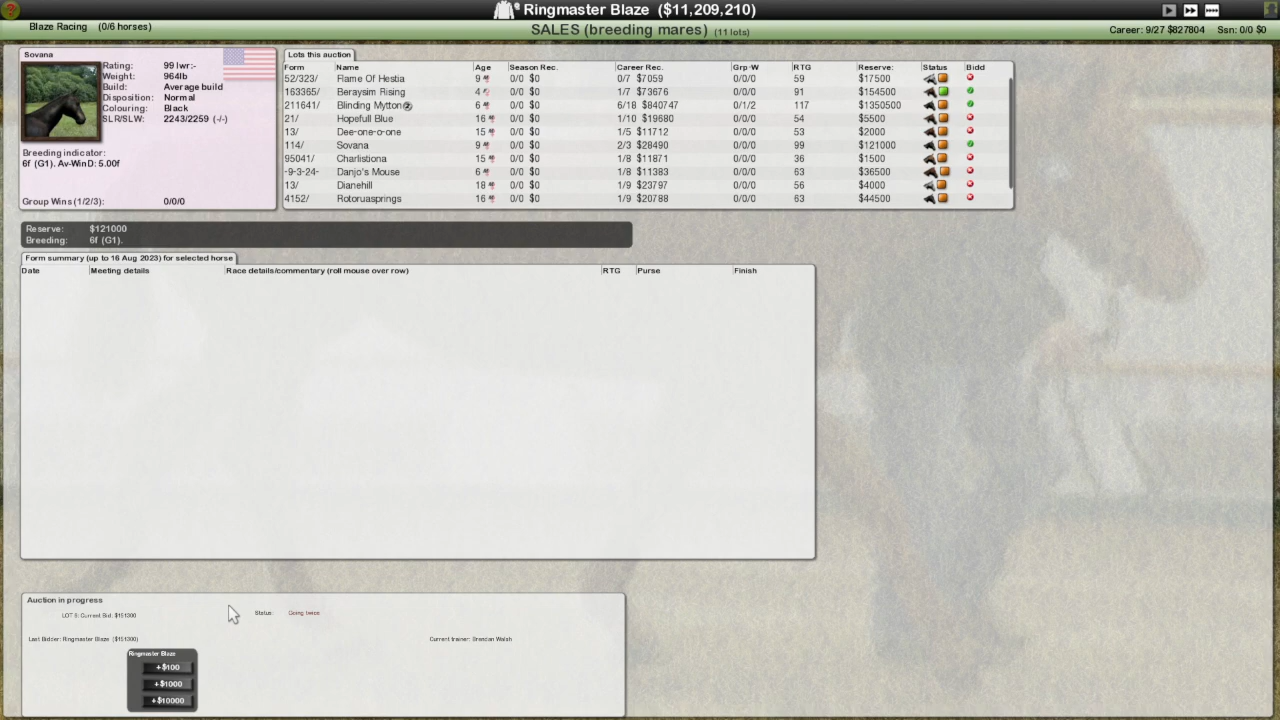 Ringmaster Blaze ($11,209,210)
Blaze Racing (0/6 horses)
SALES (breeding mares) (11 lots)
Career: 9/27 $827804 Ssn: 0/0 $0
Sovana
Rating: 99 lwr:-
Weight: 964lb
Build: Average build
Disposition: Normal
Colouring: Black
SLR/SLW: 2243/2259 (-/-)
Breeding indicator:
6f (G1). Av-WinD: 5.00f
Group Wins (1/2/3): 0/0/0
Lots this auction
Form Name Age Season Rec. Career Rec. Grp-W RTG Reserve: Status Bidd
52/323/ Flame Of Hestia 9 0/0 $0 0/7 $7059 0/0/0 59 $17500
163365/ Beraysim Rising 4 0/0 $0 1/7 $73676 0/0/0 91 $154500
211641/ Blinding Mytton 6 0/0 $0 6/18 $840747 0/1/2 117 $1350500
21/ Hopefull Blue 16 0/0 $0 1/10 $19680 0/0/0 54 $5500
13/ Dee-one-o-one 15 0/0 $0 1/5 $11712 0/0/0 53 $2000
114/ Sovana 9 0/0 $0 2/3 $28490 0/0/0 99 $121000
95041/ Charlistiona 15 0/0 $0 1/8 $11871 0/0/0 36 $1500
-9-3-24- Danjo's Mouse 6 0/0 $0 1/8 $11383 0/0/0 63 $36500
13/ Dianehill 18 0/0 $0 1/9 $23797 0/0/0 56 $4000
4152/ Rotoruasprings 16 0/0 $0 1/9 $20788 0/0/0 63 $44500
Reserve: $121000
Breeding: 6f (G1).
Form summary (up to 16 Aug 2023) for selected horse
Date Meeting details Race details/commentary (roll mouse over row) RTG Purse Finish
Auction in progress
LOT 6: Current Bid: $151300 Status: Going twice
Last Bidder: Ringmaster Blaze ($151300) Current trainer: Brendan Walsh
Ringmaster Blaze
+$100
+$1000
+$10000